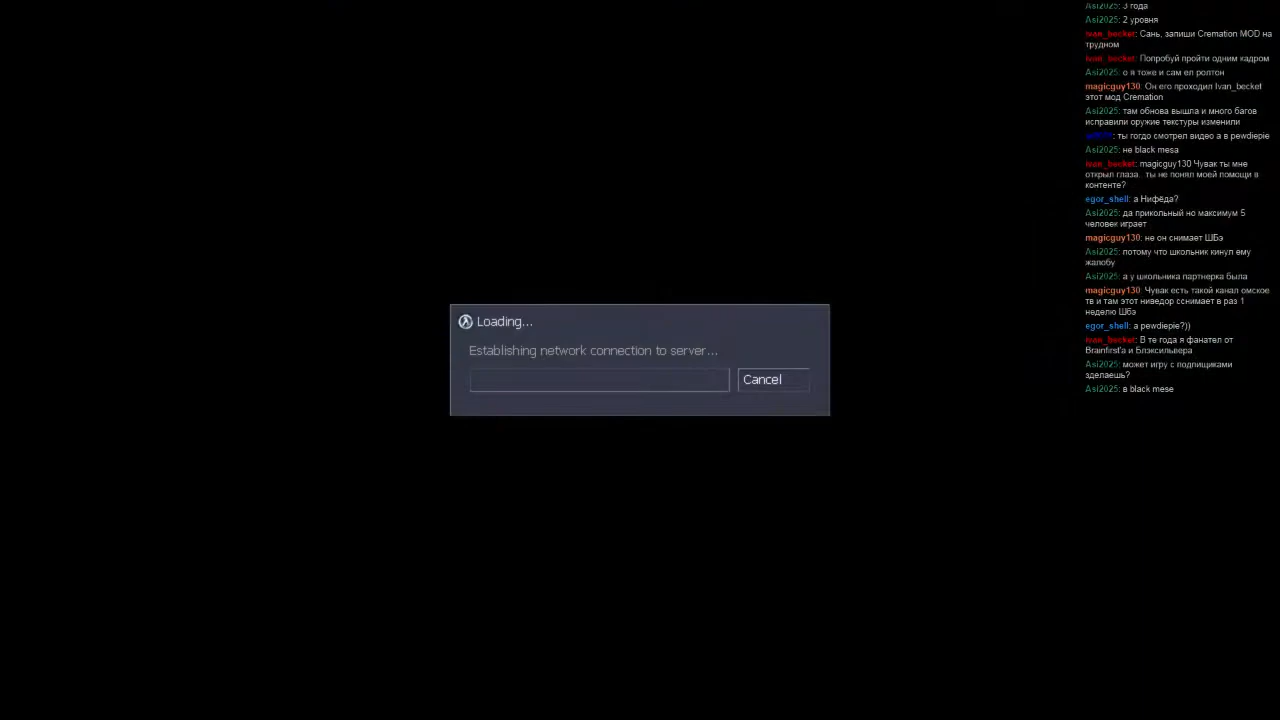 Asi2025: 3 года
Asi2025: 2 уровня
ivan_becket: Сань, запиши Cremation MOD на
трудном
ivan_becket: Попробуй пройти одним кадром
Asi2025: о я тоже и сам ел ролтон
magicguy130: Он его проходил Ivan_becket
этот мод Cremation
Asi2025: там обнова вышла и много багов
исправили оружие текстуры изменили
: ты гогдо смотрел видео а в pewdiepie
Asi2025: не black mesa
ivan_becket: magicguy130 Чувак ты мне
открыл глаза. ты не понял моей помощи в
контенте?
egor_shell: а Нифёда?
Asi2025: да прикольный но максимум 5
человек играет
magicguy130: не он снимает ШБэ
Asi2025: потому что школьник кинул ему
жалобу
Asi2025: а у школьника партнерка была
magicguy130: Чувак есть такой канал омское
тв и там этот ниведор сснимает в раз 1
неделю Шбэ
egor_shell: а pewdiepie?))
ivan_becket: В те года я фанател от
Brainfirst'a и Блэксильвера
Asi2025: может игру с подпищиками
зделаешь?
Asi2025: в black mese
Loading...
Establishing network connection to server...
Cancel